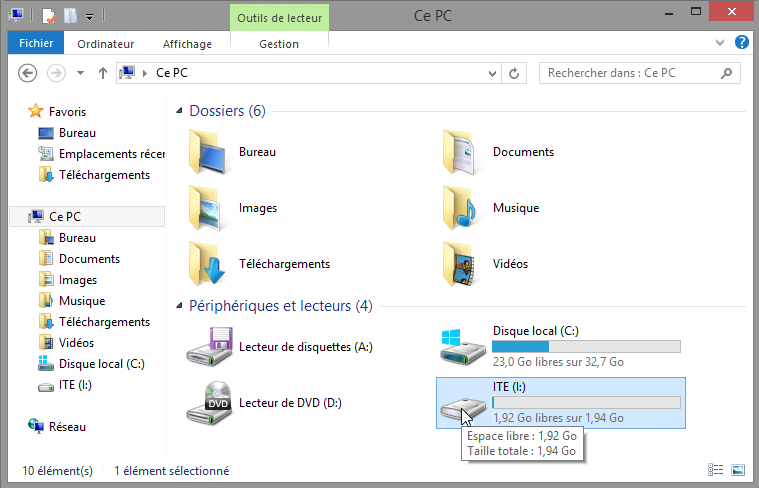 Outils de lecteur
Ce PC
Fichier
Ordinateur
Affichage
Gestion
Ce PC
Rechercher dans : Ce PC
Favoris
Bureau
Emplacements récer
Téléchargements
Ce PC
Bureau
Documents
Images
Musique
Téléchargements
Vidéos
Disque local (C:)
ITE (I:)
Réseau
Dossiers (6)
Bureau
Documents
Images
Musique
Téléchargements
Vidéos
Périphériques et lecteurs (4)
Lecteur de disquettes (A:)
Disque local (C:)
23,0 Go libres sur 32,7 Go
DVD
Lecteur de DVD (D:)
ITE (I:)
1,92 Go libres sur 1,94 Go
Espace libre : 1,92 Go
Taille totale : 1,94 Go
10 élément(s)
1 élément sélectionné